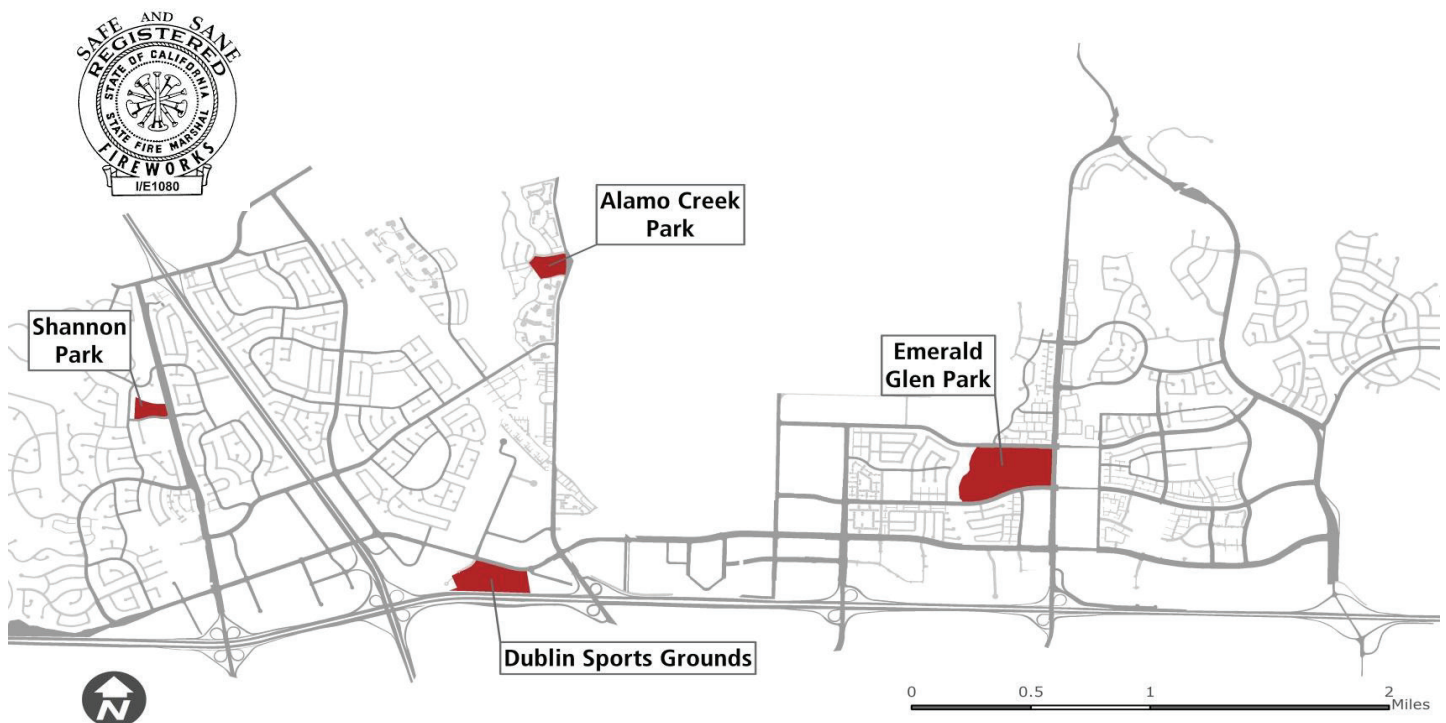 SAFE AND SANE
REGISTERED
STATE OF CALIFORNIA
STATE FIRE MARSHAL
FIREWORKS
I/E1080
Alamo Creek
Park
Shannon
Park
Emerald
Glen Park
Dublin Sports Grounds
N
0 0.5 1 2
Miles